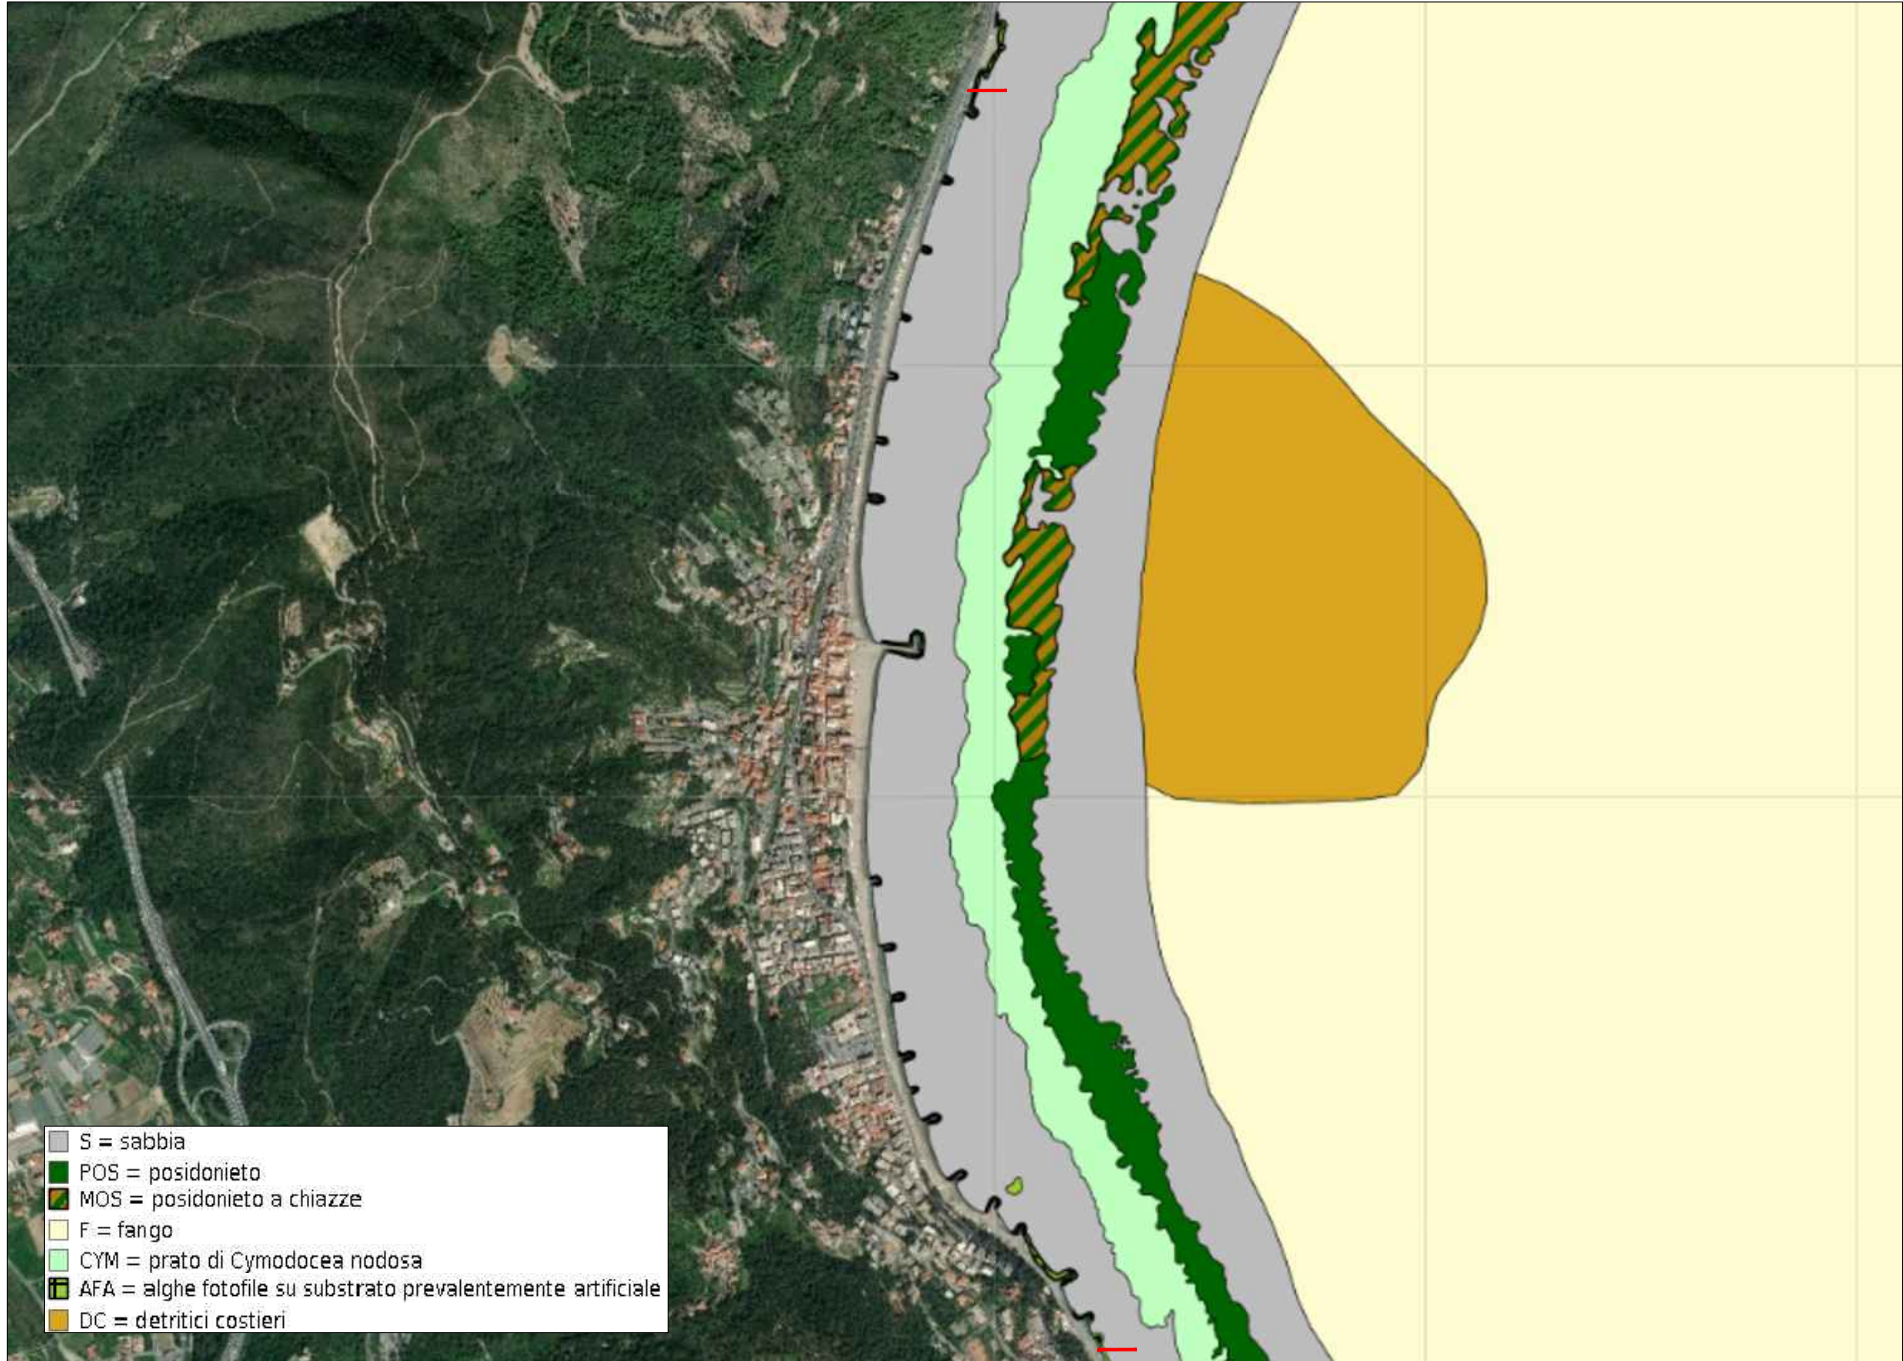 S = sabbia
POS = posidonieto
MOS = posidonieto a chiazze
F = fango
CYM = prato di Cymodocea nodosa
AFA = alghe fotofile su substrato prevalentemente artificiale
DC = detritici costieri